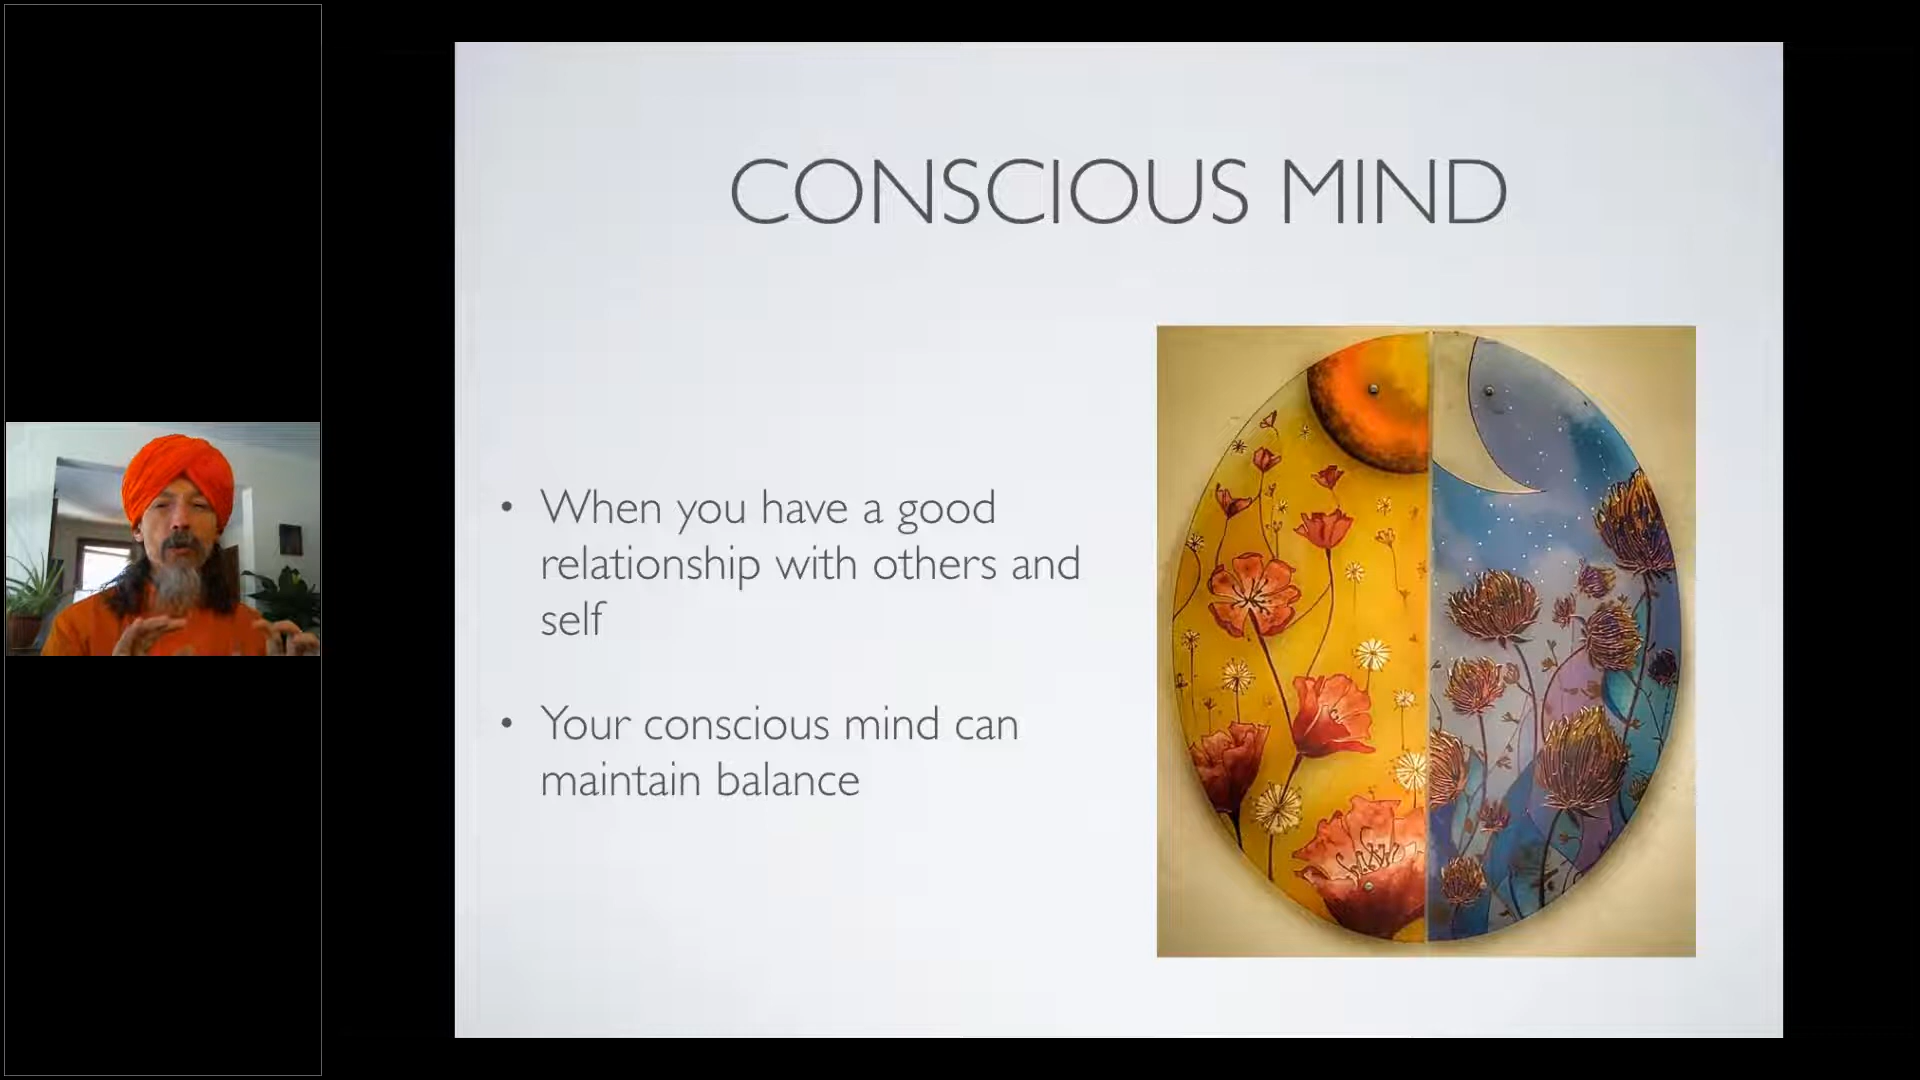 CONSCIOUS MIND
• When you have a good
relationship with others and
self
• Your conscious mind can
maintain balance